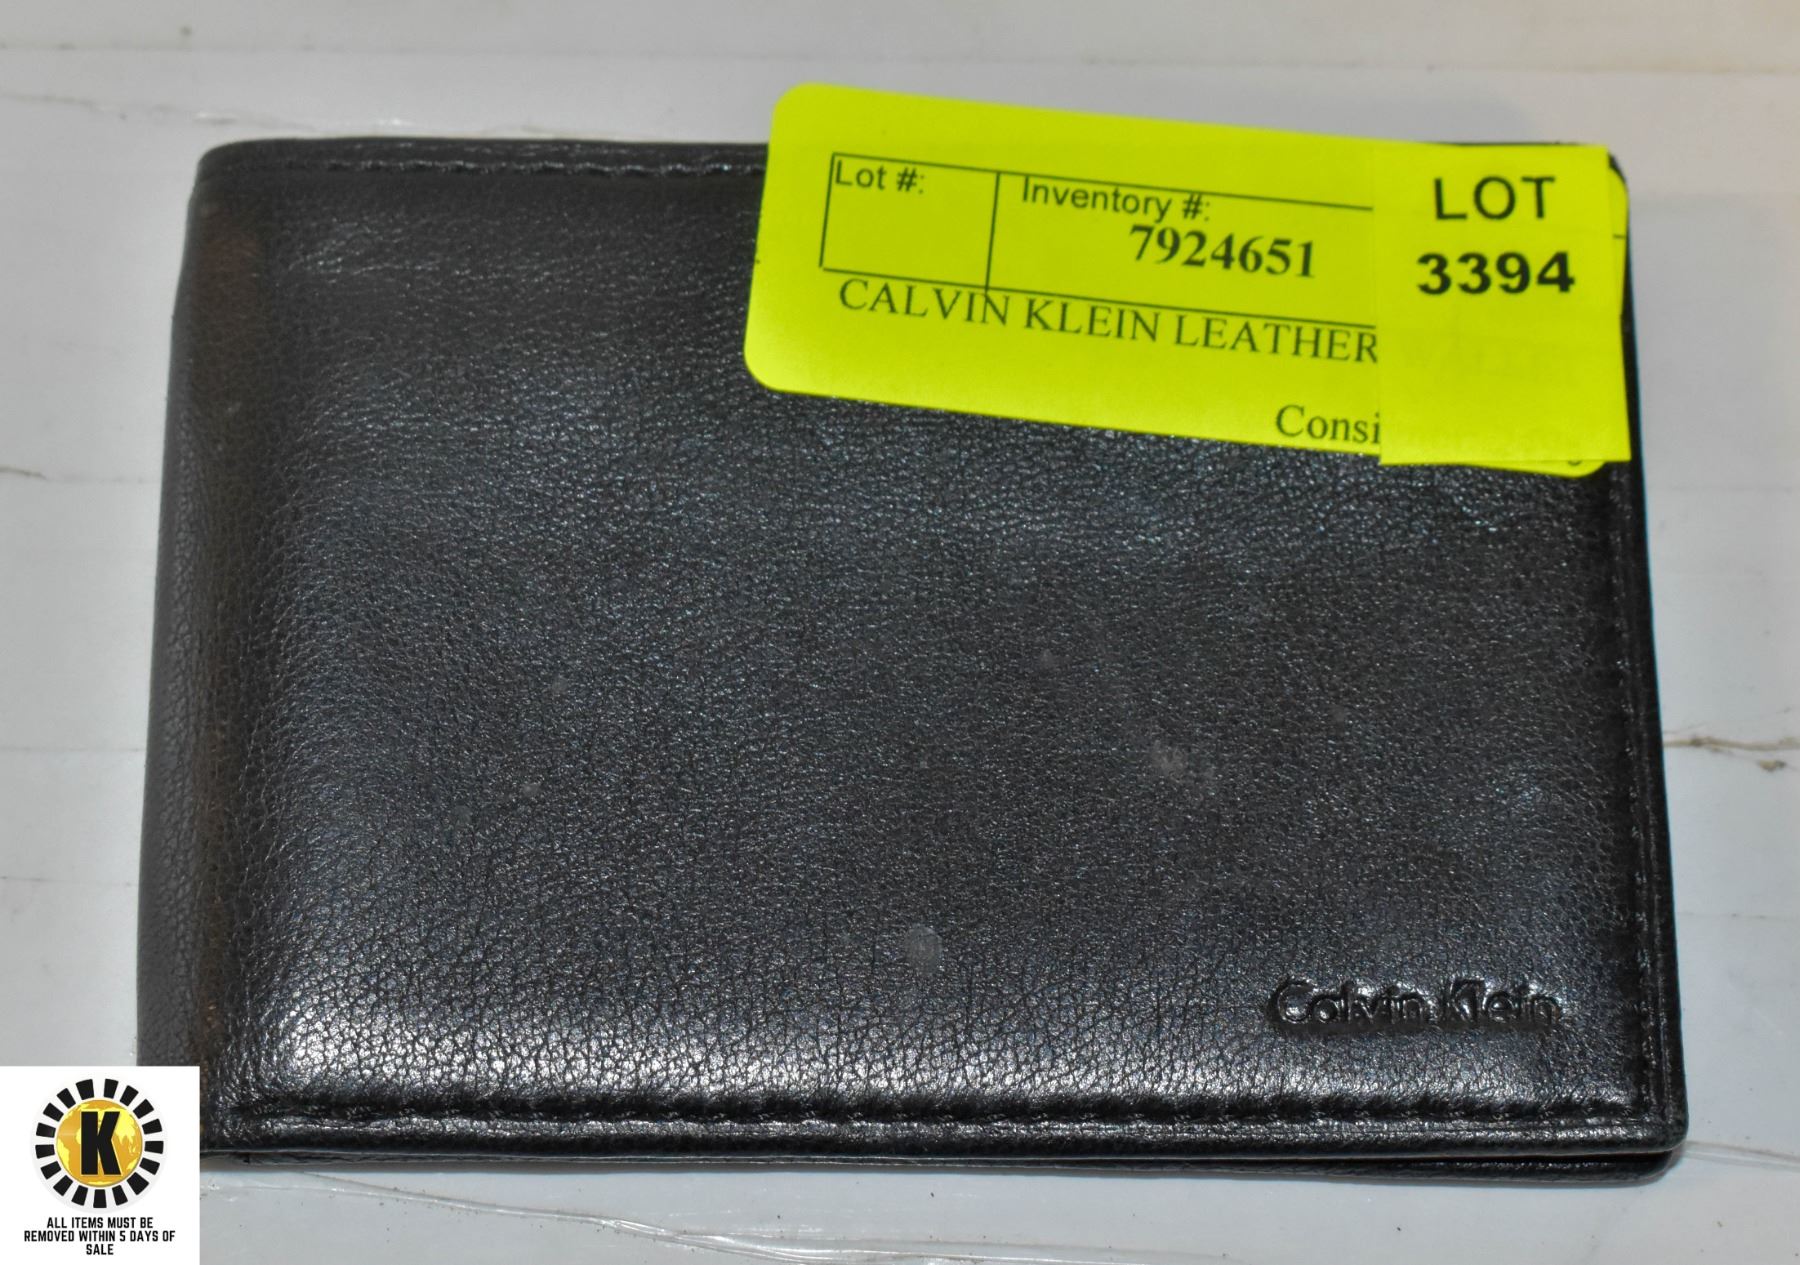 Lot #:
Inventory #:
7924651
LOT
3394
CALVIN KLEIN LEATHER
Consi
Calvin Klein
K
ALL ITEMS MUST BE
REMOVED WITHIN 5 DAYS OF
SALE